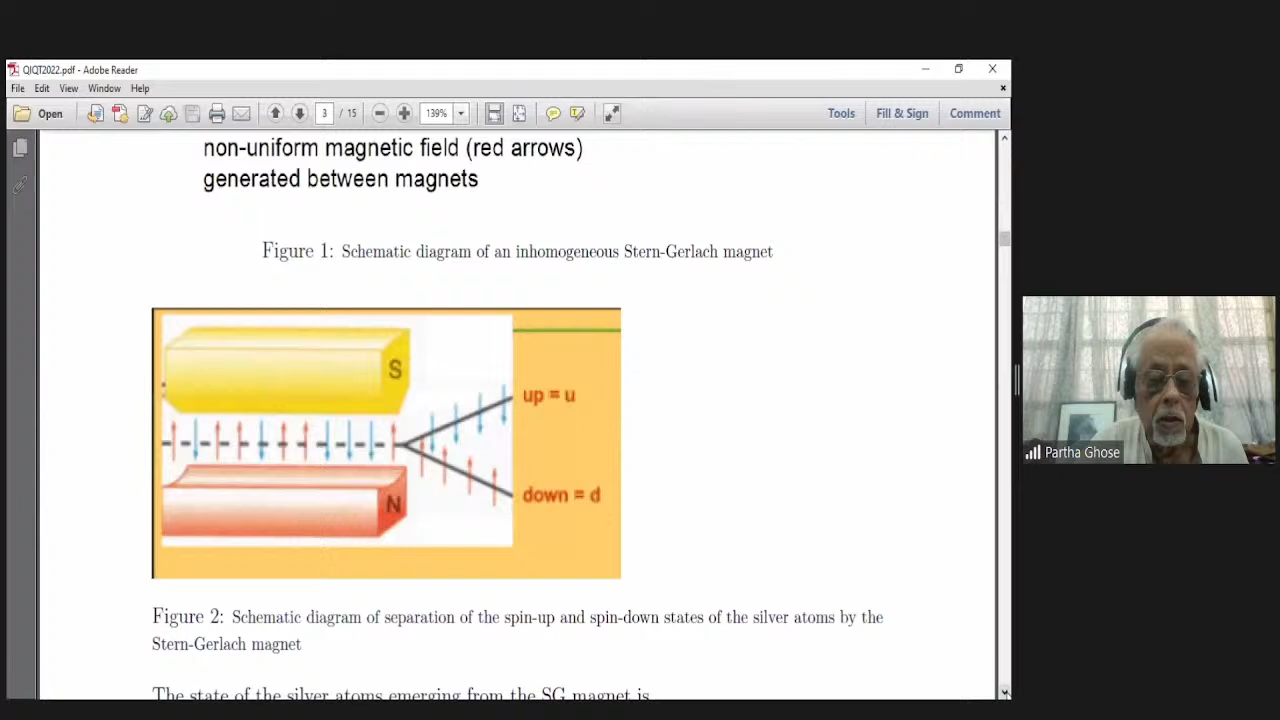 QIQT2022.pdf - Adobe Reader
File Edit View Window Help
Open 3 / 15 139% Tools Fill & Sign Comment
non-uniform magnetic field (red arrows)
generated between magnets
Figure 1: Schematic diagram of an inhomogeneous Stern-Gerlach magnet
S
up = u
N
down = d
Figure 2: Schematic diagram of separation of the spin-up and spin-down states of the silver atoms by the
Stern-Gerlach magnet
The state of the silver atoms emerging from the SG magnet is
Partha Ghose